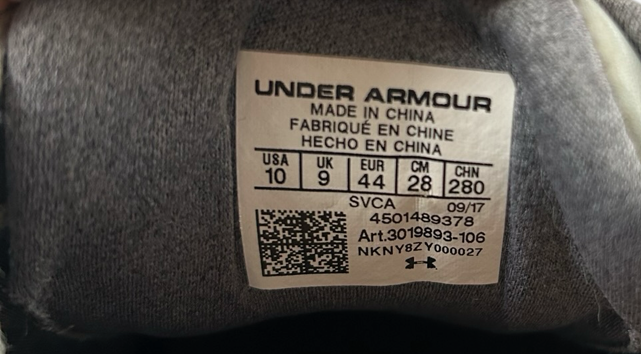 UNDER ARMOUR
MADE IN CHINA
FABRIQUÉ EN CHINE
HECHO EN CHINA
USA UK EUR CM CHN
10 9 44 28 280
SVCA 09/17
4501489378
Art.3019893-106
NKNY8ZY000027